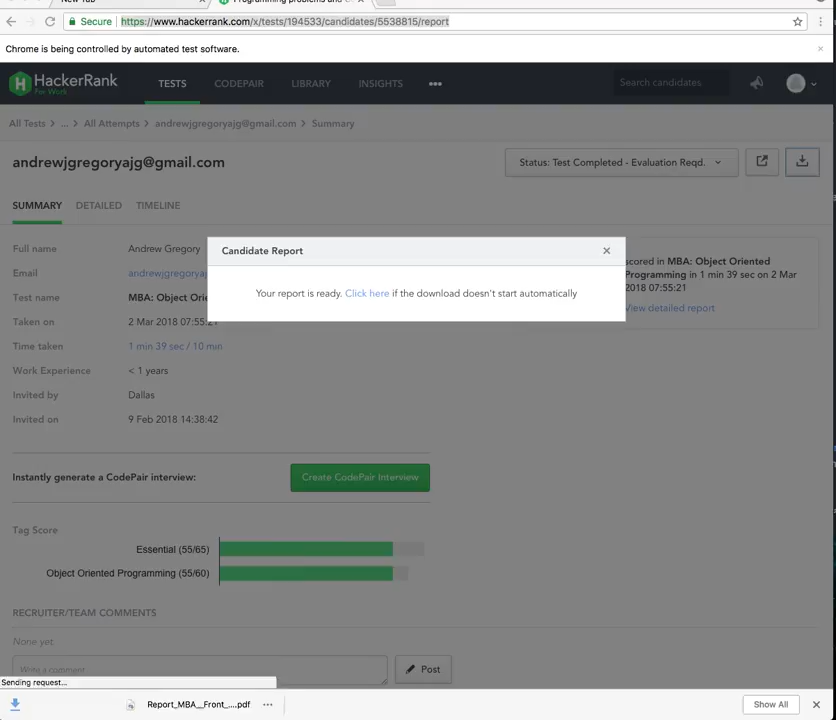 New Tab
Programming problems and
Secure https://www.hackerrank.com/x/tests/194533/candidates/5538815/report
Chrome is being controlled by automated test software.
HackerRank
For Work
TESTS CODEPAIR LIBRARY INSIGHTS ••• Search candidates
All Tests > ... > All Attempts > andrewjgregoryajg@gmail.com > Summary
andrewjgregoryajg@gmail.com
Status: Test Completed - Evaluation Reqd.
SUMMARY DETAILED TIMELINE
Full name Andrew Gregory
Email andrewjgregoryaj
Test name MBA: Object Orie
Taken on 2 Mar 2018 07:55:21
Time taken 1 min 39 sec / 10 min
Work Experience < 1 years
Invited by Dallas
Invited on 9 Feb 2018 14:38:42
Candidate Report
Your report is ready. Click here if the download doesn't start automatically
scored in MBA: Object Oriented
Programming in 1 min 39 sec on 2 Mar
2018 07:55:21
View detailed report
Instantly generate a CodePair interview: Create CodePair Interview
Tag Score
Essential (55/65)
Object Oriented Programming (55/60)
RECRUITER/TEAM COMMENTS
None yet
Write a comment
Post
Sending request...
Report_MBA__Front_....pdf
Show All